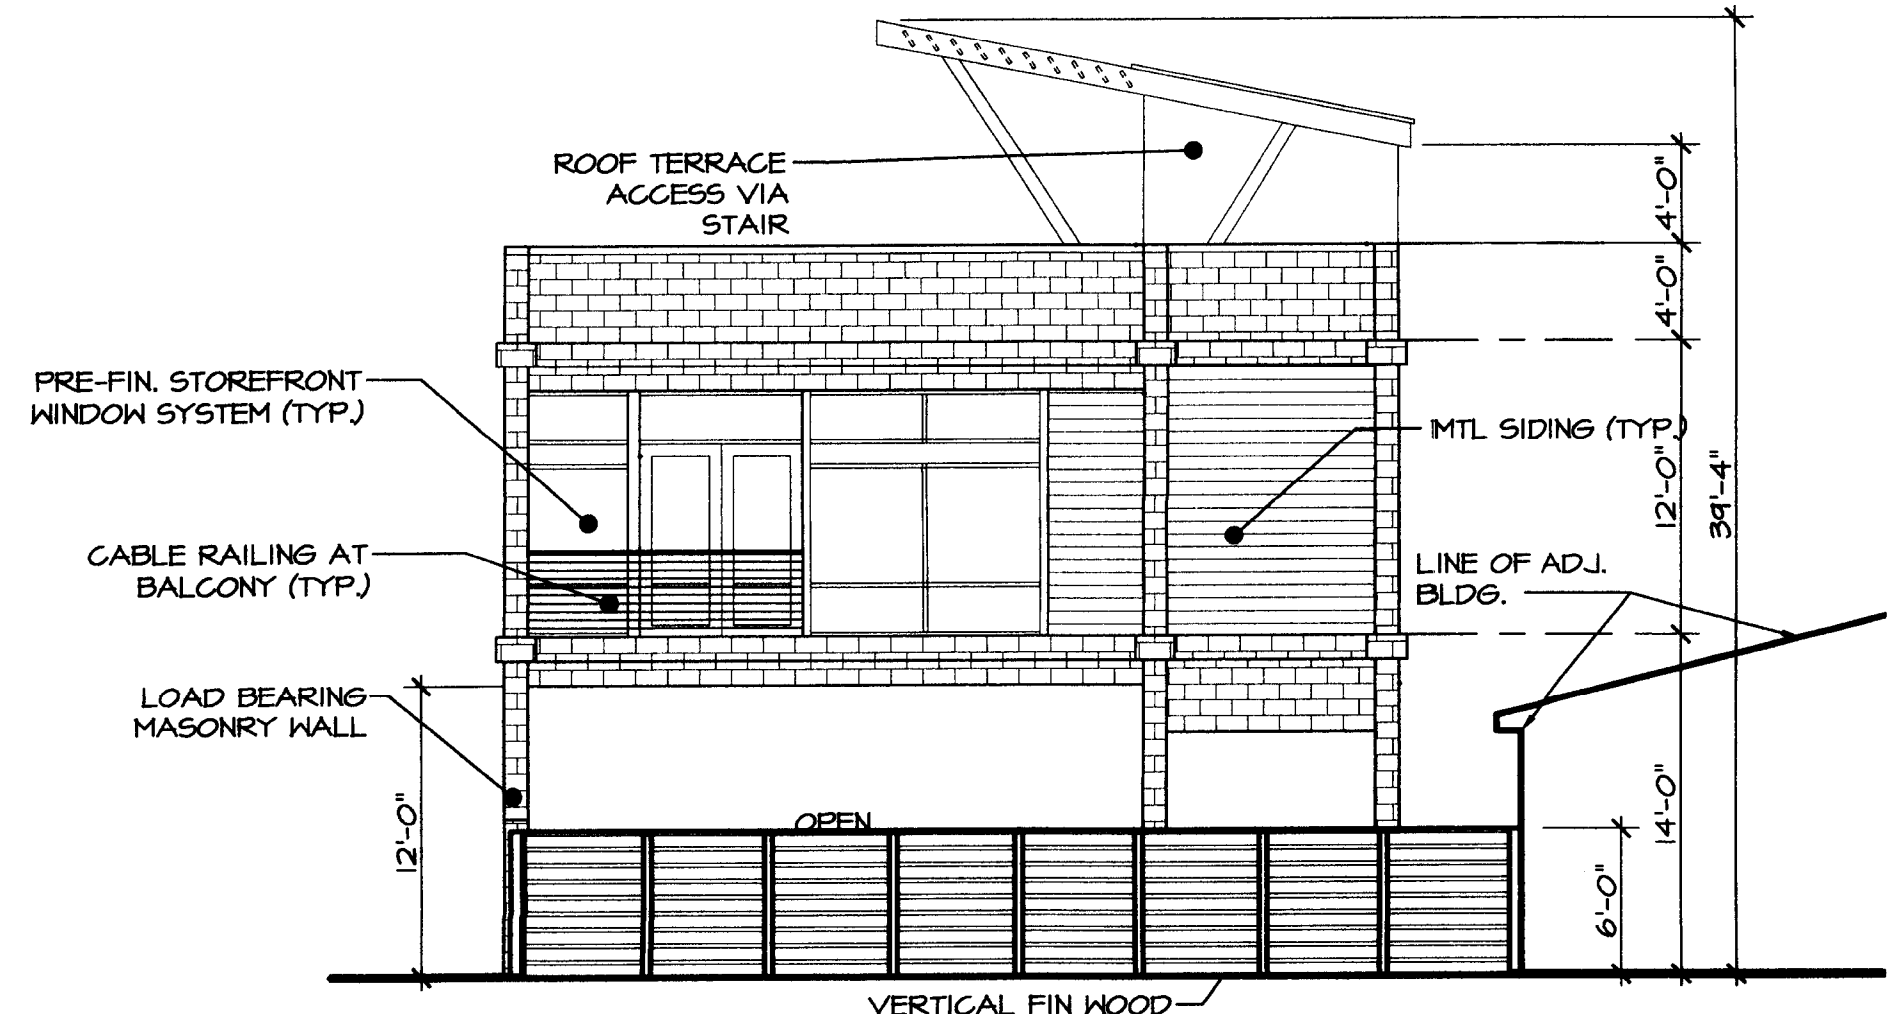 ROOF TERRACE
ACCESS VIA
STAIR
4'-0"
4'-0"
PRE-FIN. STOREFRONT
WINDOW SYSTEM (TYP.)
MTL SIDING (TYP.)
12'-0"
39'-4"
CABLE RAILING AT
BALCONY (TYP.)
LINE OF ADJ.
BLDG.
LOAD BEARING
MASONRY WALL
12'-0"
OPEN
14'-0"
6'-0"
VERTICAL FIN WOOD